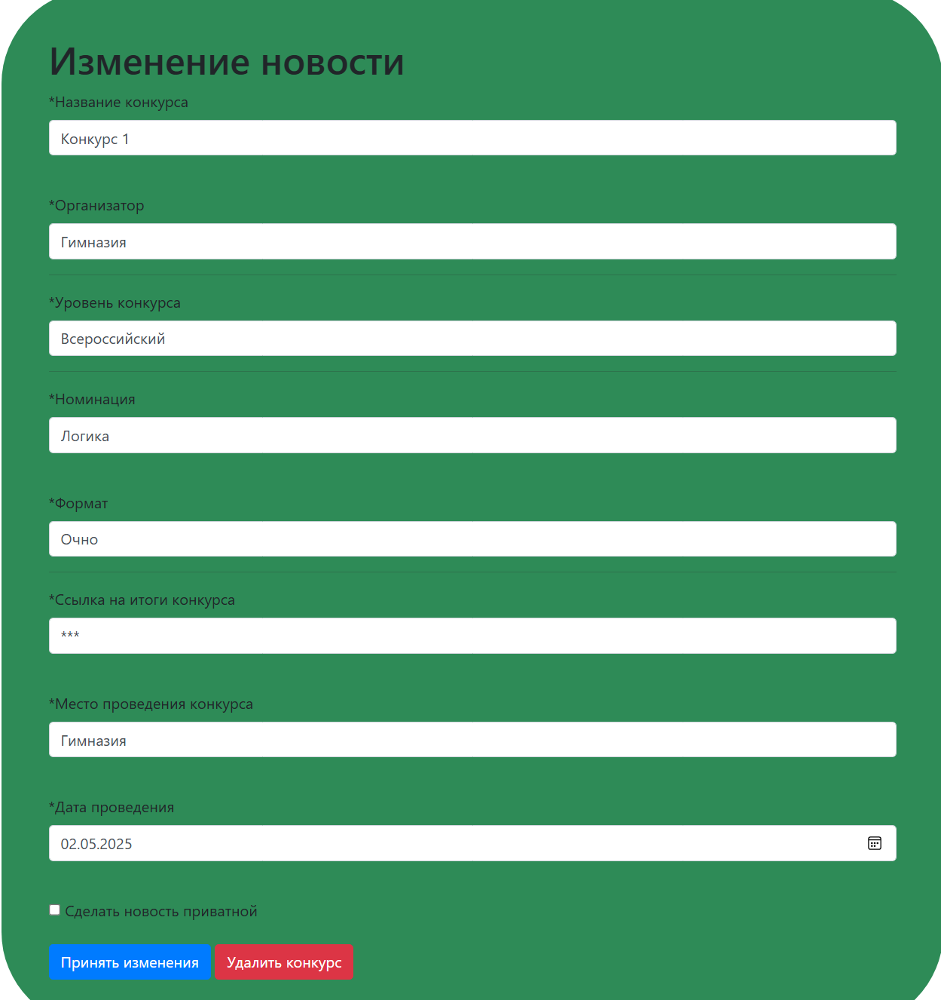 Изменение новости
*Название конкурса
Конкурс 1
*Организатор
Гимназия
*Уровень конкурса
Всероссийский
*Номинация
Логика
*Формат
Очно
*Ссылка на итоги конкурса
***
*Место проведения конкурса
Гимназия
*Дата проведения
02.05.2025
Сделать новость приватной
Принять изменения Удалить конкурс